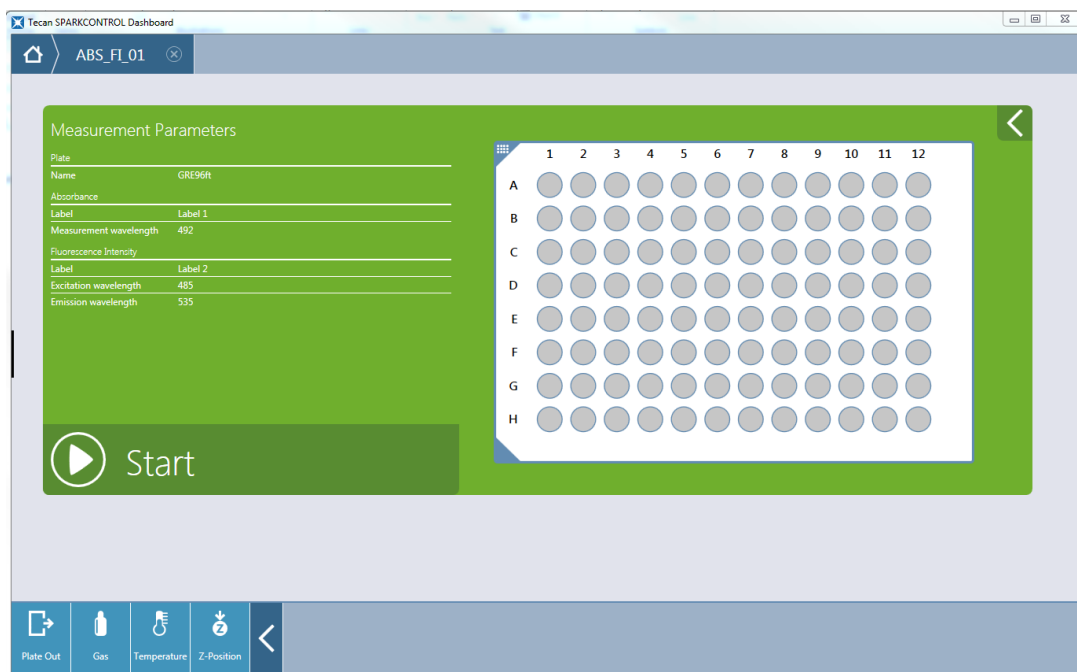 Tecan SPARKCONTROL Dashboard
ABS_FI_01
Measurement Parameters
Plate
Name GRE96ft
Absorbance
Label Label 1
Measurement wavelength 492
Fluorescence Intensity
Label Label 2
Excitation wavelength 485
Emission wavelength 535
Start
1 2 3 4 5 6 7 8 9 10 11 12
A
B
C
D
E
F
G
H
Plate Out Gas Temperature Z-Position